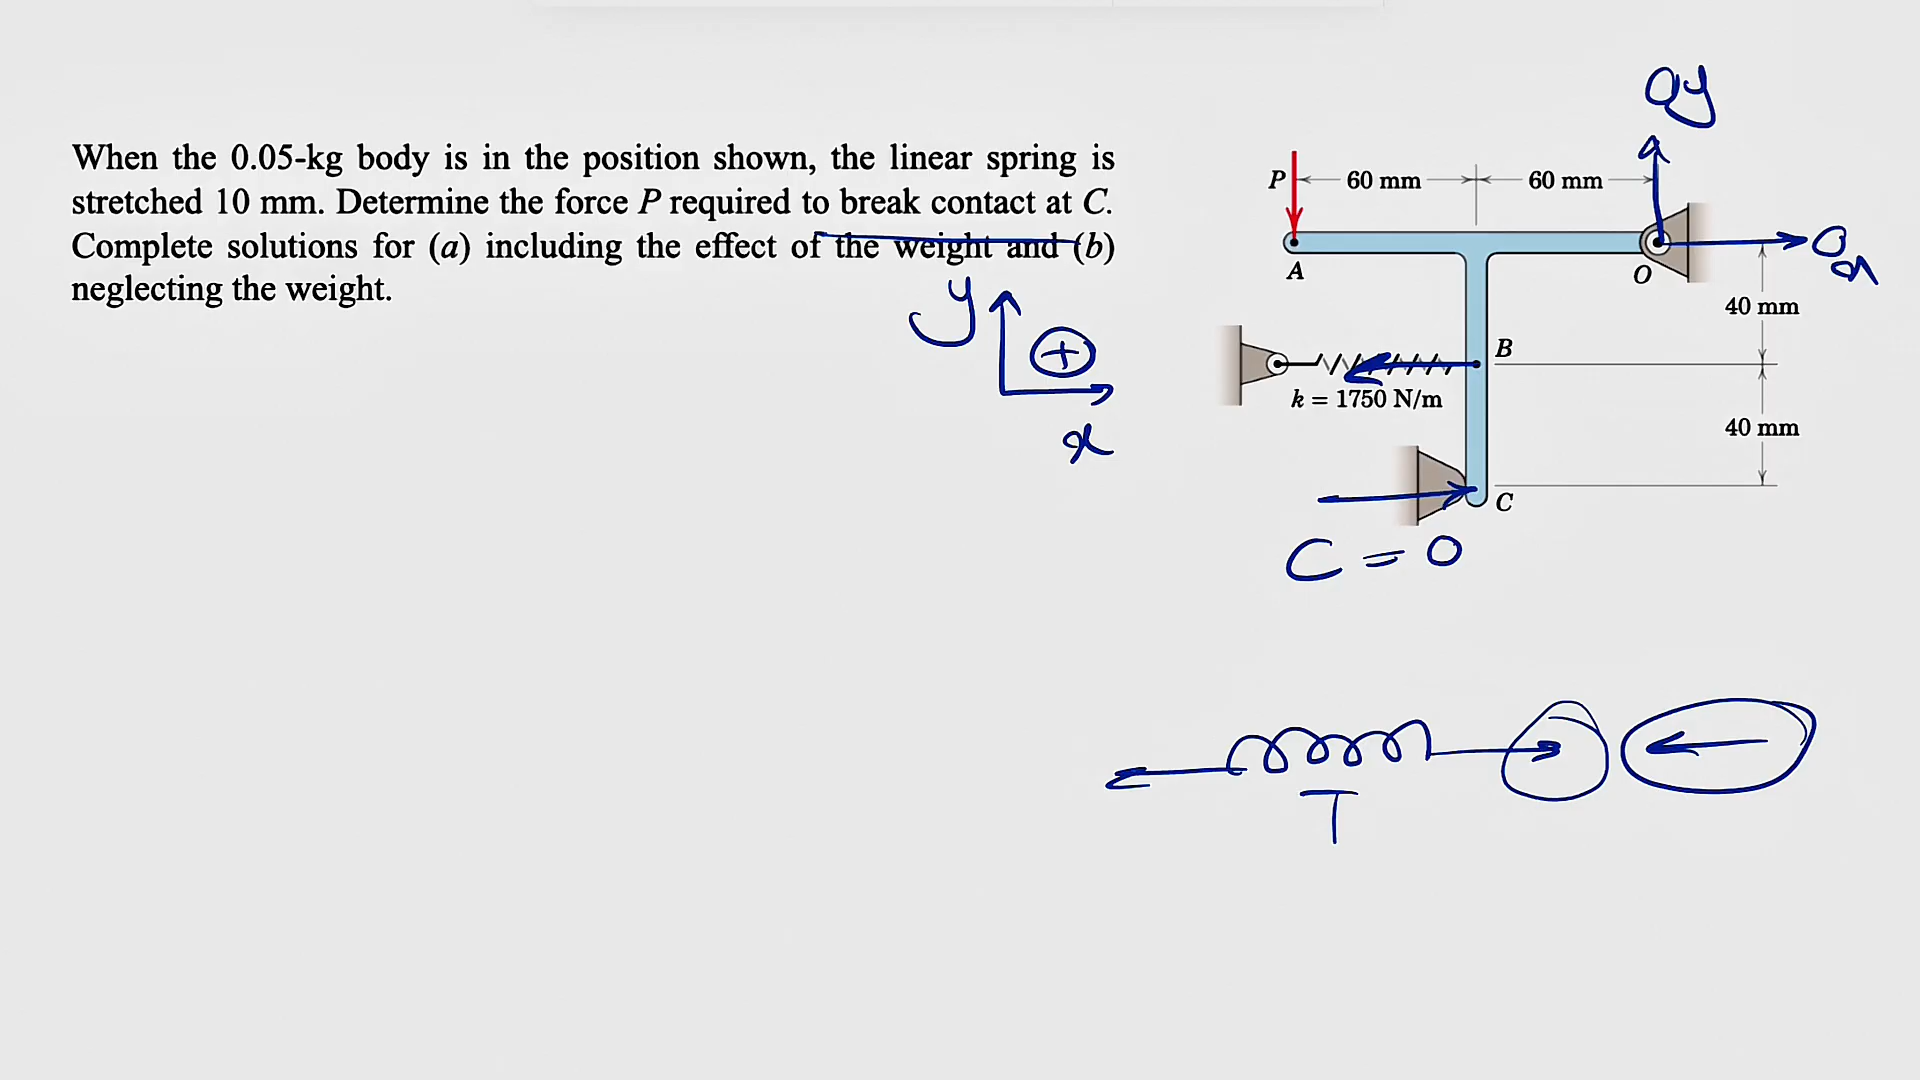 When the 0.05-kg body is in the position shown, the linear spring is
stretched 10 mm. Determine the force P required to break contact at C.
Complete solutions for (a) including the effect of the weight and (b)
neglecting the weight.
y
+
x
Oy
P
60 mm
60 mm
A
O
Ox
40 mm
B
k = 1750 N/m
40 mm
C
C = 0
T